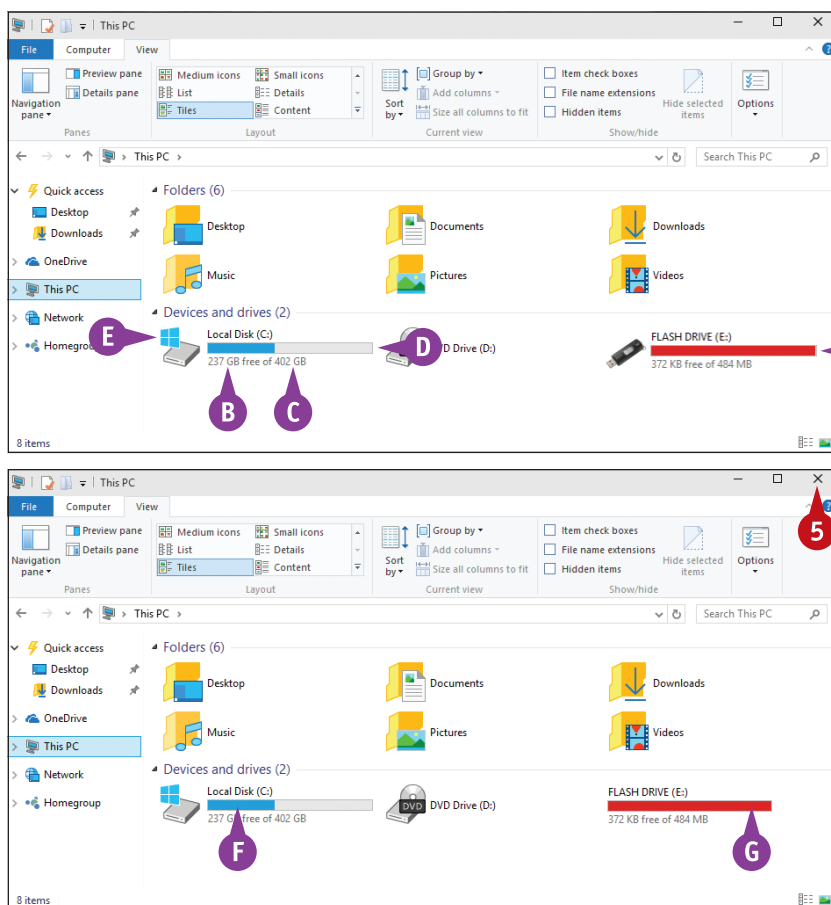 This PC
File Computer View
Preview pane Medium icons Small icons Group by Item check boxes
Details pane List Details Add columns File name extensions
Navigation pane Tiles Content Sort by Size all columns to fit Hidden items Hide selected items Options
Panes Layout Current view Show/hide
This PC Search This PC
Quick access Folders (6)
Desktop Desktop Documents Downloads
Downloads
OneDrive
This PC Music Pictures Videos
Network Devices and drives (2)
Homegroup E Local Disk (C:) D DVD Drive (D:) FLASH DRIVE (E:)
237 GB free of 402 GB 372 KB free of 484 MB
B C
8 items
This PC
File Computer View 5
Preview pane Medium icons Small icons Group by Item check boxes
Details pane List Details Add columns File name extensions
Navigation pane Tiles Content Sort by Size all columns to fit Hidden items Hide selected items Options
Panes Layout Current view Show/hide
This PC Search This PC
Quick access Folders (6)
Desktop Desktop Documents Downloads
Downloads
OneDrive
This PC Music Pictures Videos
Network Devices and drives (2)
Homegroup Local Disk (C:) DVD DVD Drive (D:) FLASH DRIVE (E:)
237 GB free of 402 GB 372 KB free of 484 MB
F G
8 items